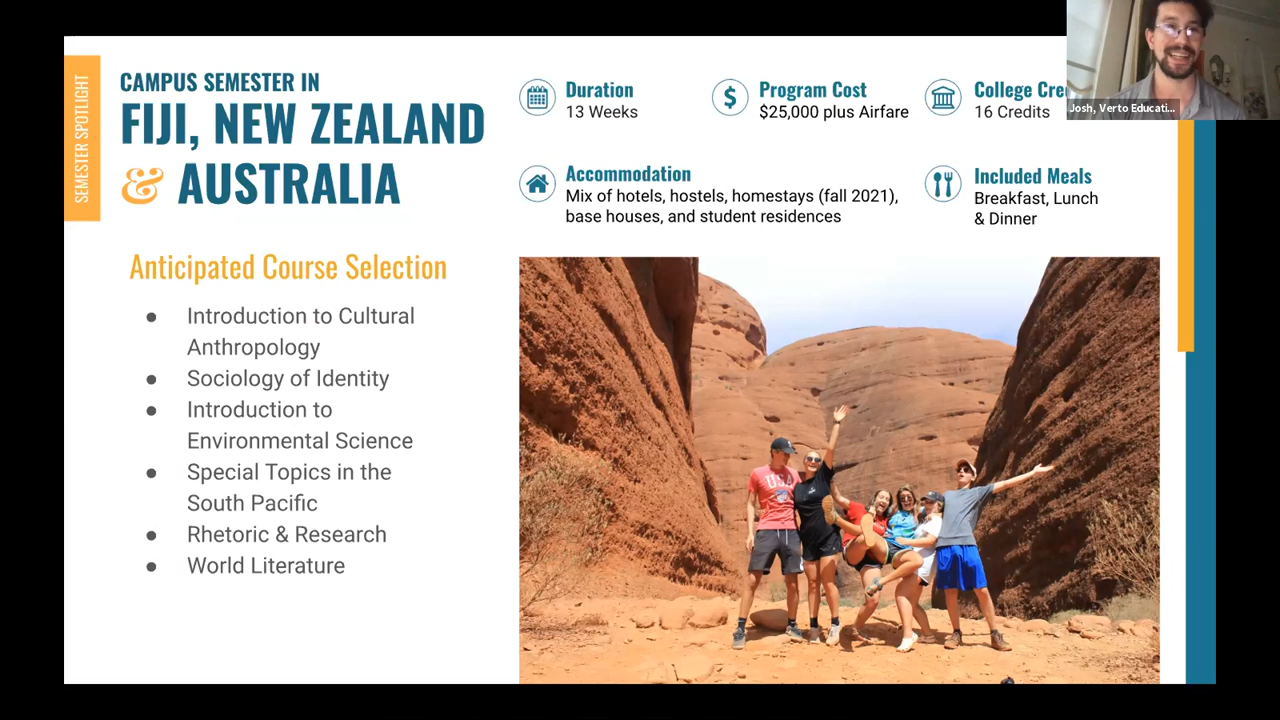 SEMESTER SPOTLIGHT
CAMPUS SEMESTER IN
FIJI, NEW ZEALAND
& AUSTRALIA
Duration
13 Weeks
$
Program Cost
$25,000 plus Airfare
College Cre
16 Credits
Josh, Verto Educati...
Accommodation
Mix of hotels, hostels, homestays (fall 2021),
base houses, and student residences
Included Meals
Breakfast, Lunch
& Dinner
Anticipated Course Selection
● Introduction to Cultural
Anthropology
● Sociology of Identity
● Introduction to
Environmental Science
● Special Topics in the
South Pacific
● Rhetoric & Research
● World Literature
USA